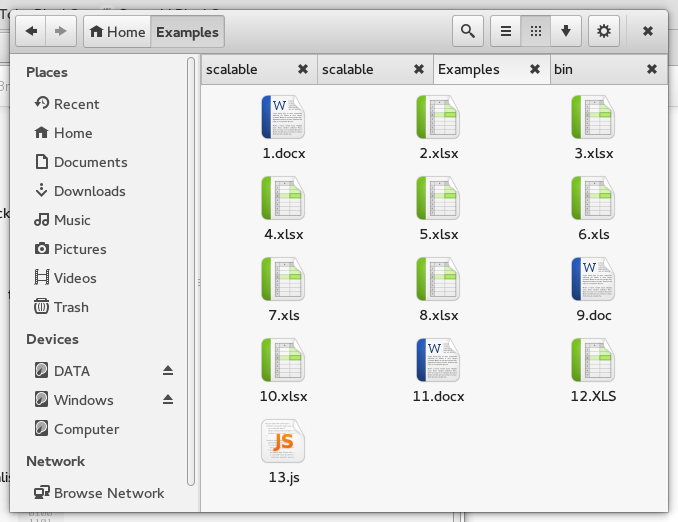 Home Examples
scalable scalable Examples bin
Places
Recent
Home
Documents
Downloads
Music
Pictures
Videos
Trash
Devices
DATA
Windows
Computer
Network
Browse Network
1.docx 2.xlsx 3.xlsx
4.xlsx 5.xlsx 6.xls
7.xls 8.xlsx 9.doc
10.xlsx 11.docx 12.XLS
JS
13.js